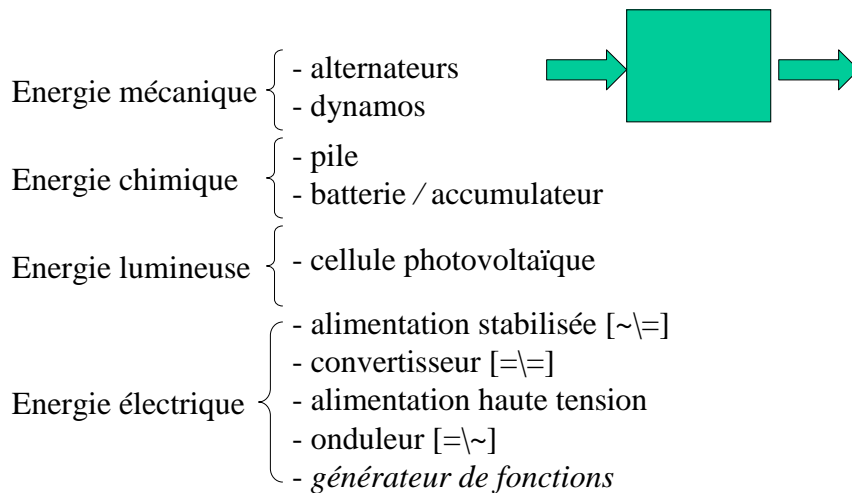 Energie mécanique
- alternateurs
- dynamos
Energie chimique
- pile
- batterie / accumulateur
Energie lumineuse
- cellule photovoltaïque
Energie électrique
- alimentation stabilisée [~\=]
- convertisseur [=\=]
- alimentation haute tension
- onduleur [=\~]
- générateur de fonctions